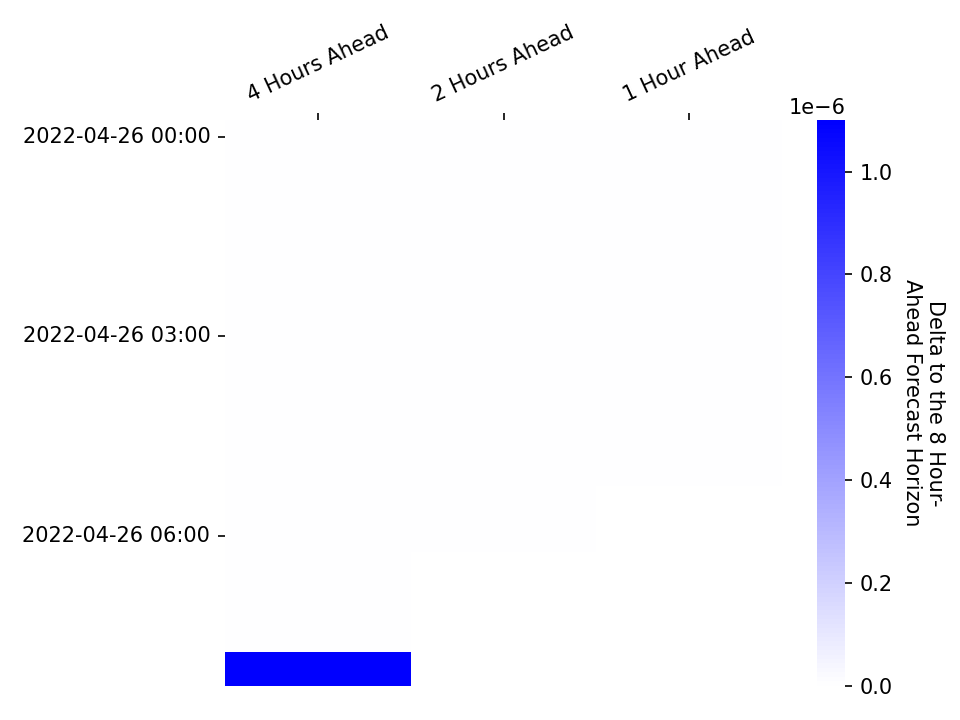 4 Hours Ahead
2 Hours Ahead
1 Hour Ahead
1e−6
2022-04-26 00:00
2022-04-26 03:00
2022-04-26 06:00
1.0
0.8
0.6
0.4
0.2
0.0
Delta to the 8 Hour-
Ahead Forecast Horizon